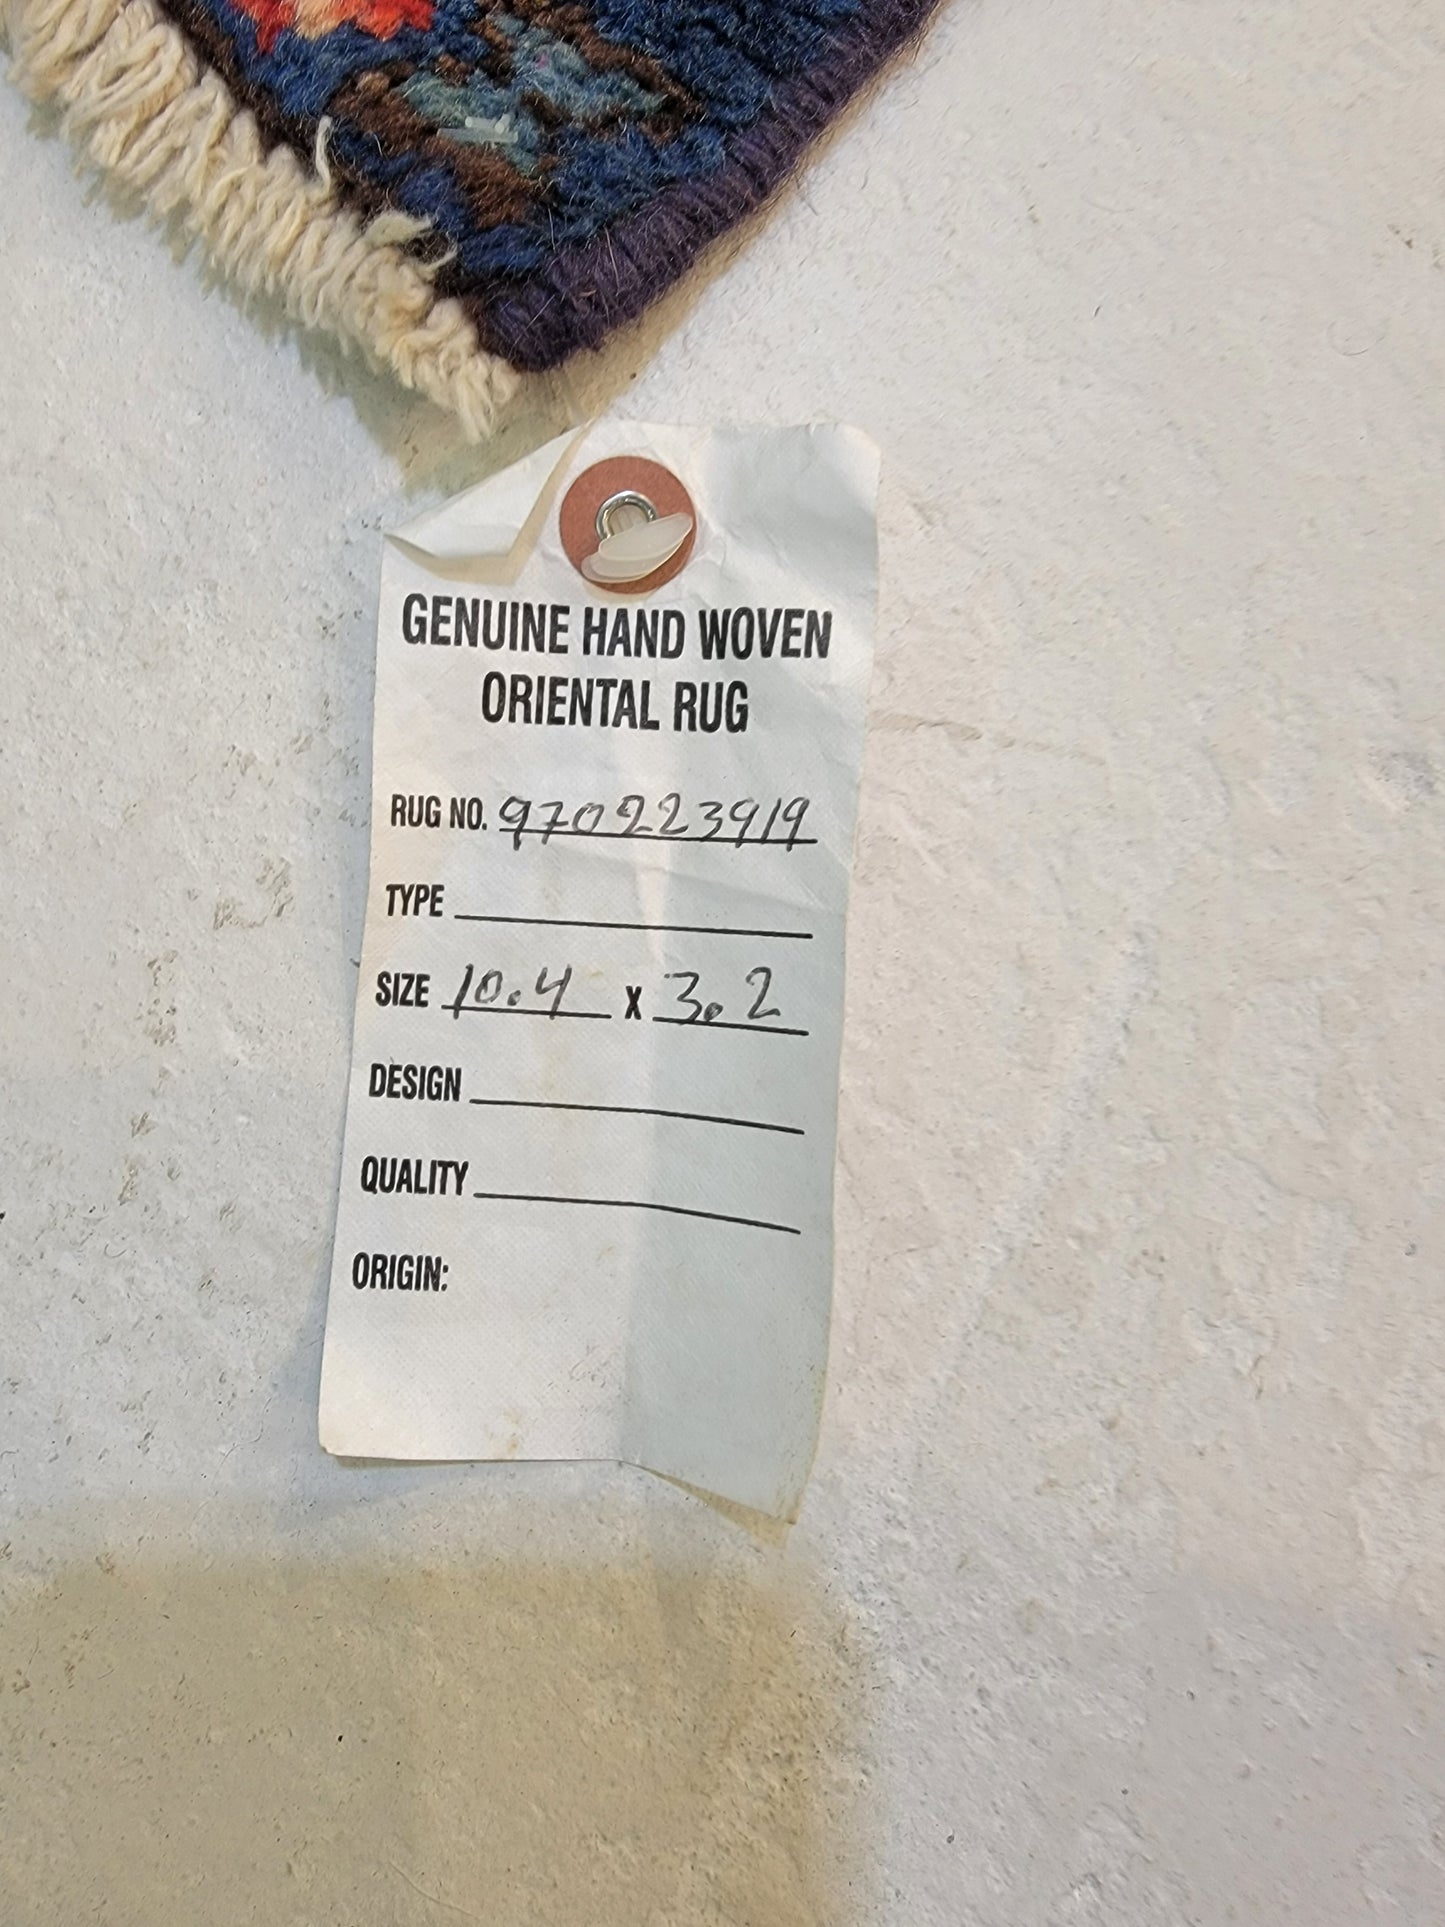 GENUINE HAND WOVEN
ORIENTAL RUG
RUG NO. 970223919
TYPE
SIZE 10.4 X 3.2
DESIGN
QUALITY
ORIGIN: